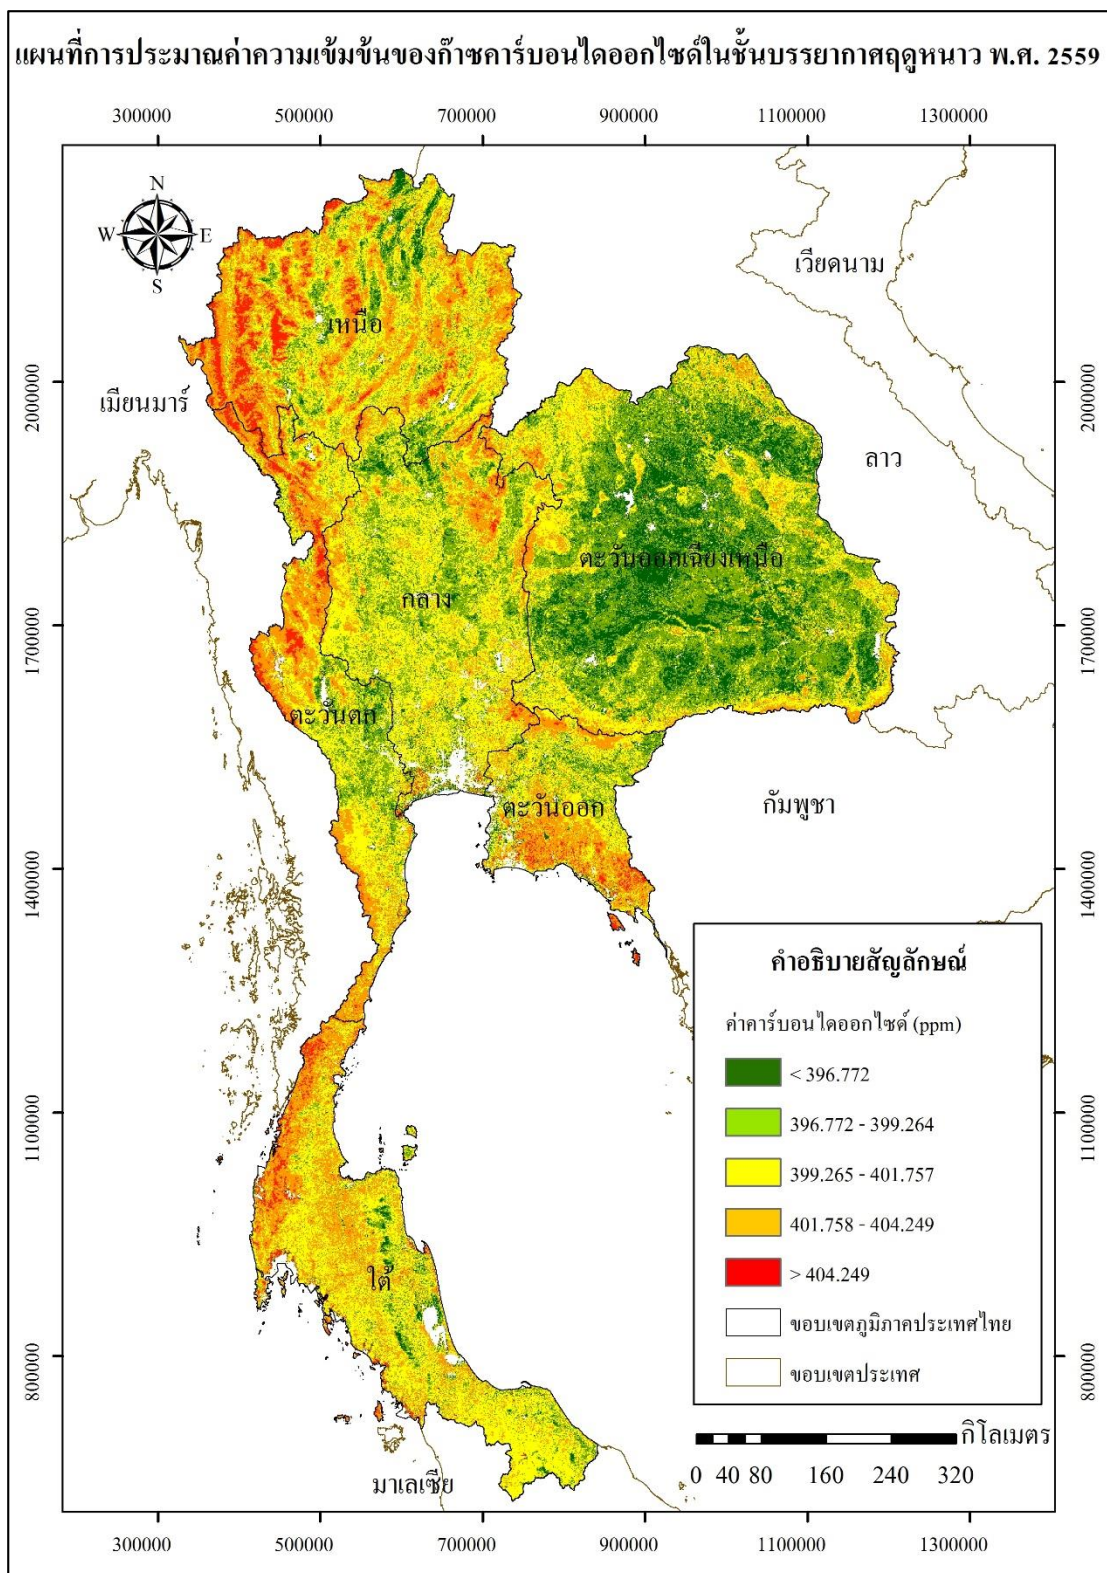 แผนที่การประมาณค่าความเข้มข้นของก๊าซคาร์บอนไดออกไซด์ในชั้นบรรยากาศฤดูหนาว พ.ศ. 2559
300000 500000 700000 900000 1100000 1300000
N
W E
S
เวียดนาม
เหนือ
2000000 2000000
เมียนมาร์
ลาว
ตะวันออกเฉียงเหนือ
กลาง
1700000 1700000
ตะวันตก
ตะวันออก
กัมพูชา
1400000 1400000
คำอธิบายสัญลักษณ์
ค่าคาร์บอนไดออกไซด์ (ppm)
< 396.772
396.772 - 399.264
1100000 1100000
399.265 - 401.757
401.758 - 404.249
> 404.249
ใต้
ขอบเขตภูมิภาคประเทศไทย
ขอบเขตประเทศ
800000 800000
กิโลเมตร
0 40 80 160 240 320
มาเลเซีย
300000 500000 700000 900000 1100000 1300000